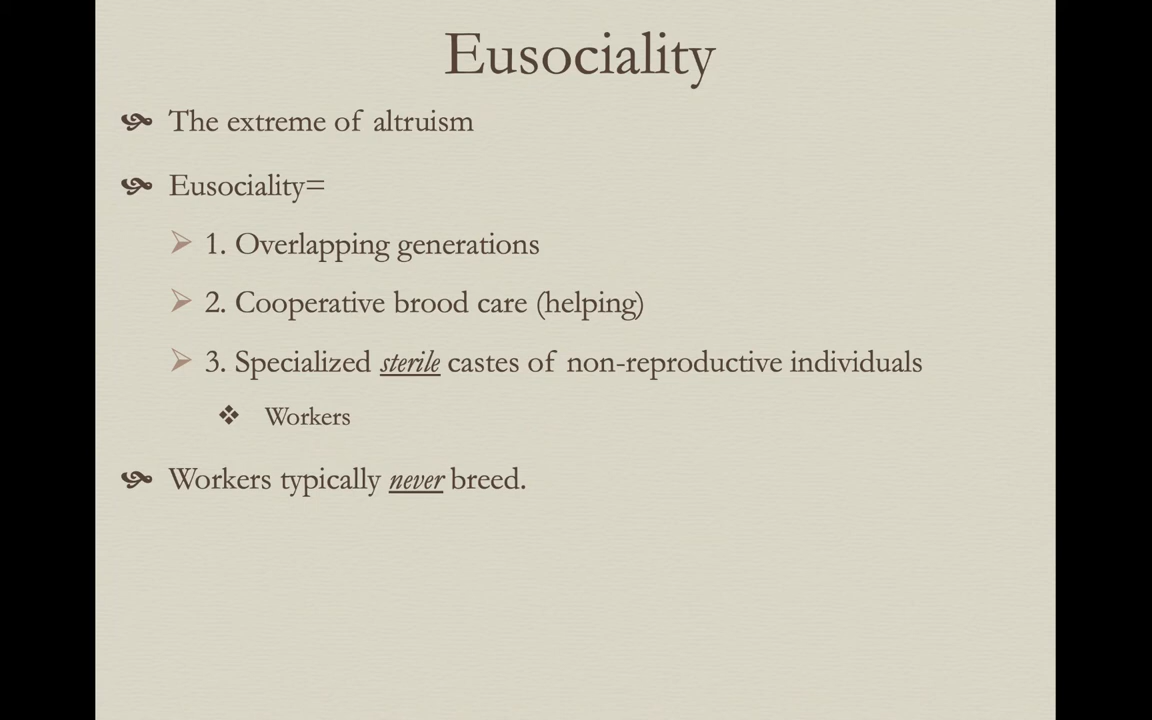 Eusociality
The extreme of altruism
Eusociality=
1. Overlapping generations
2. Cooperative brood care (helping)
3. Specialized sterile castes of non-reproductive individuals
Workers
Workers typically never breed.